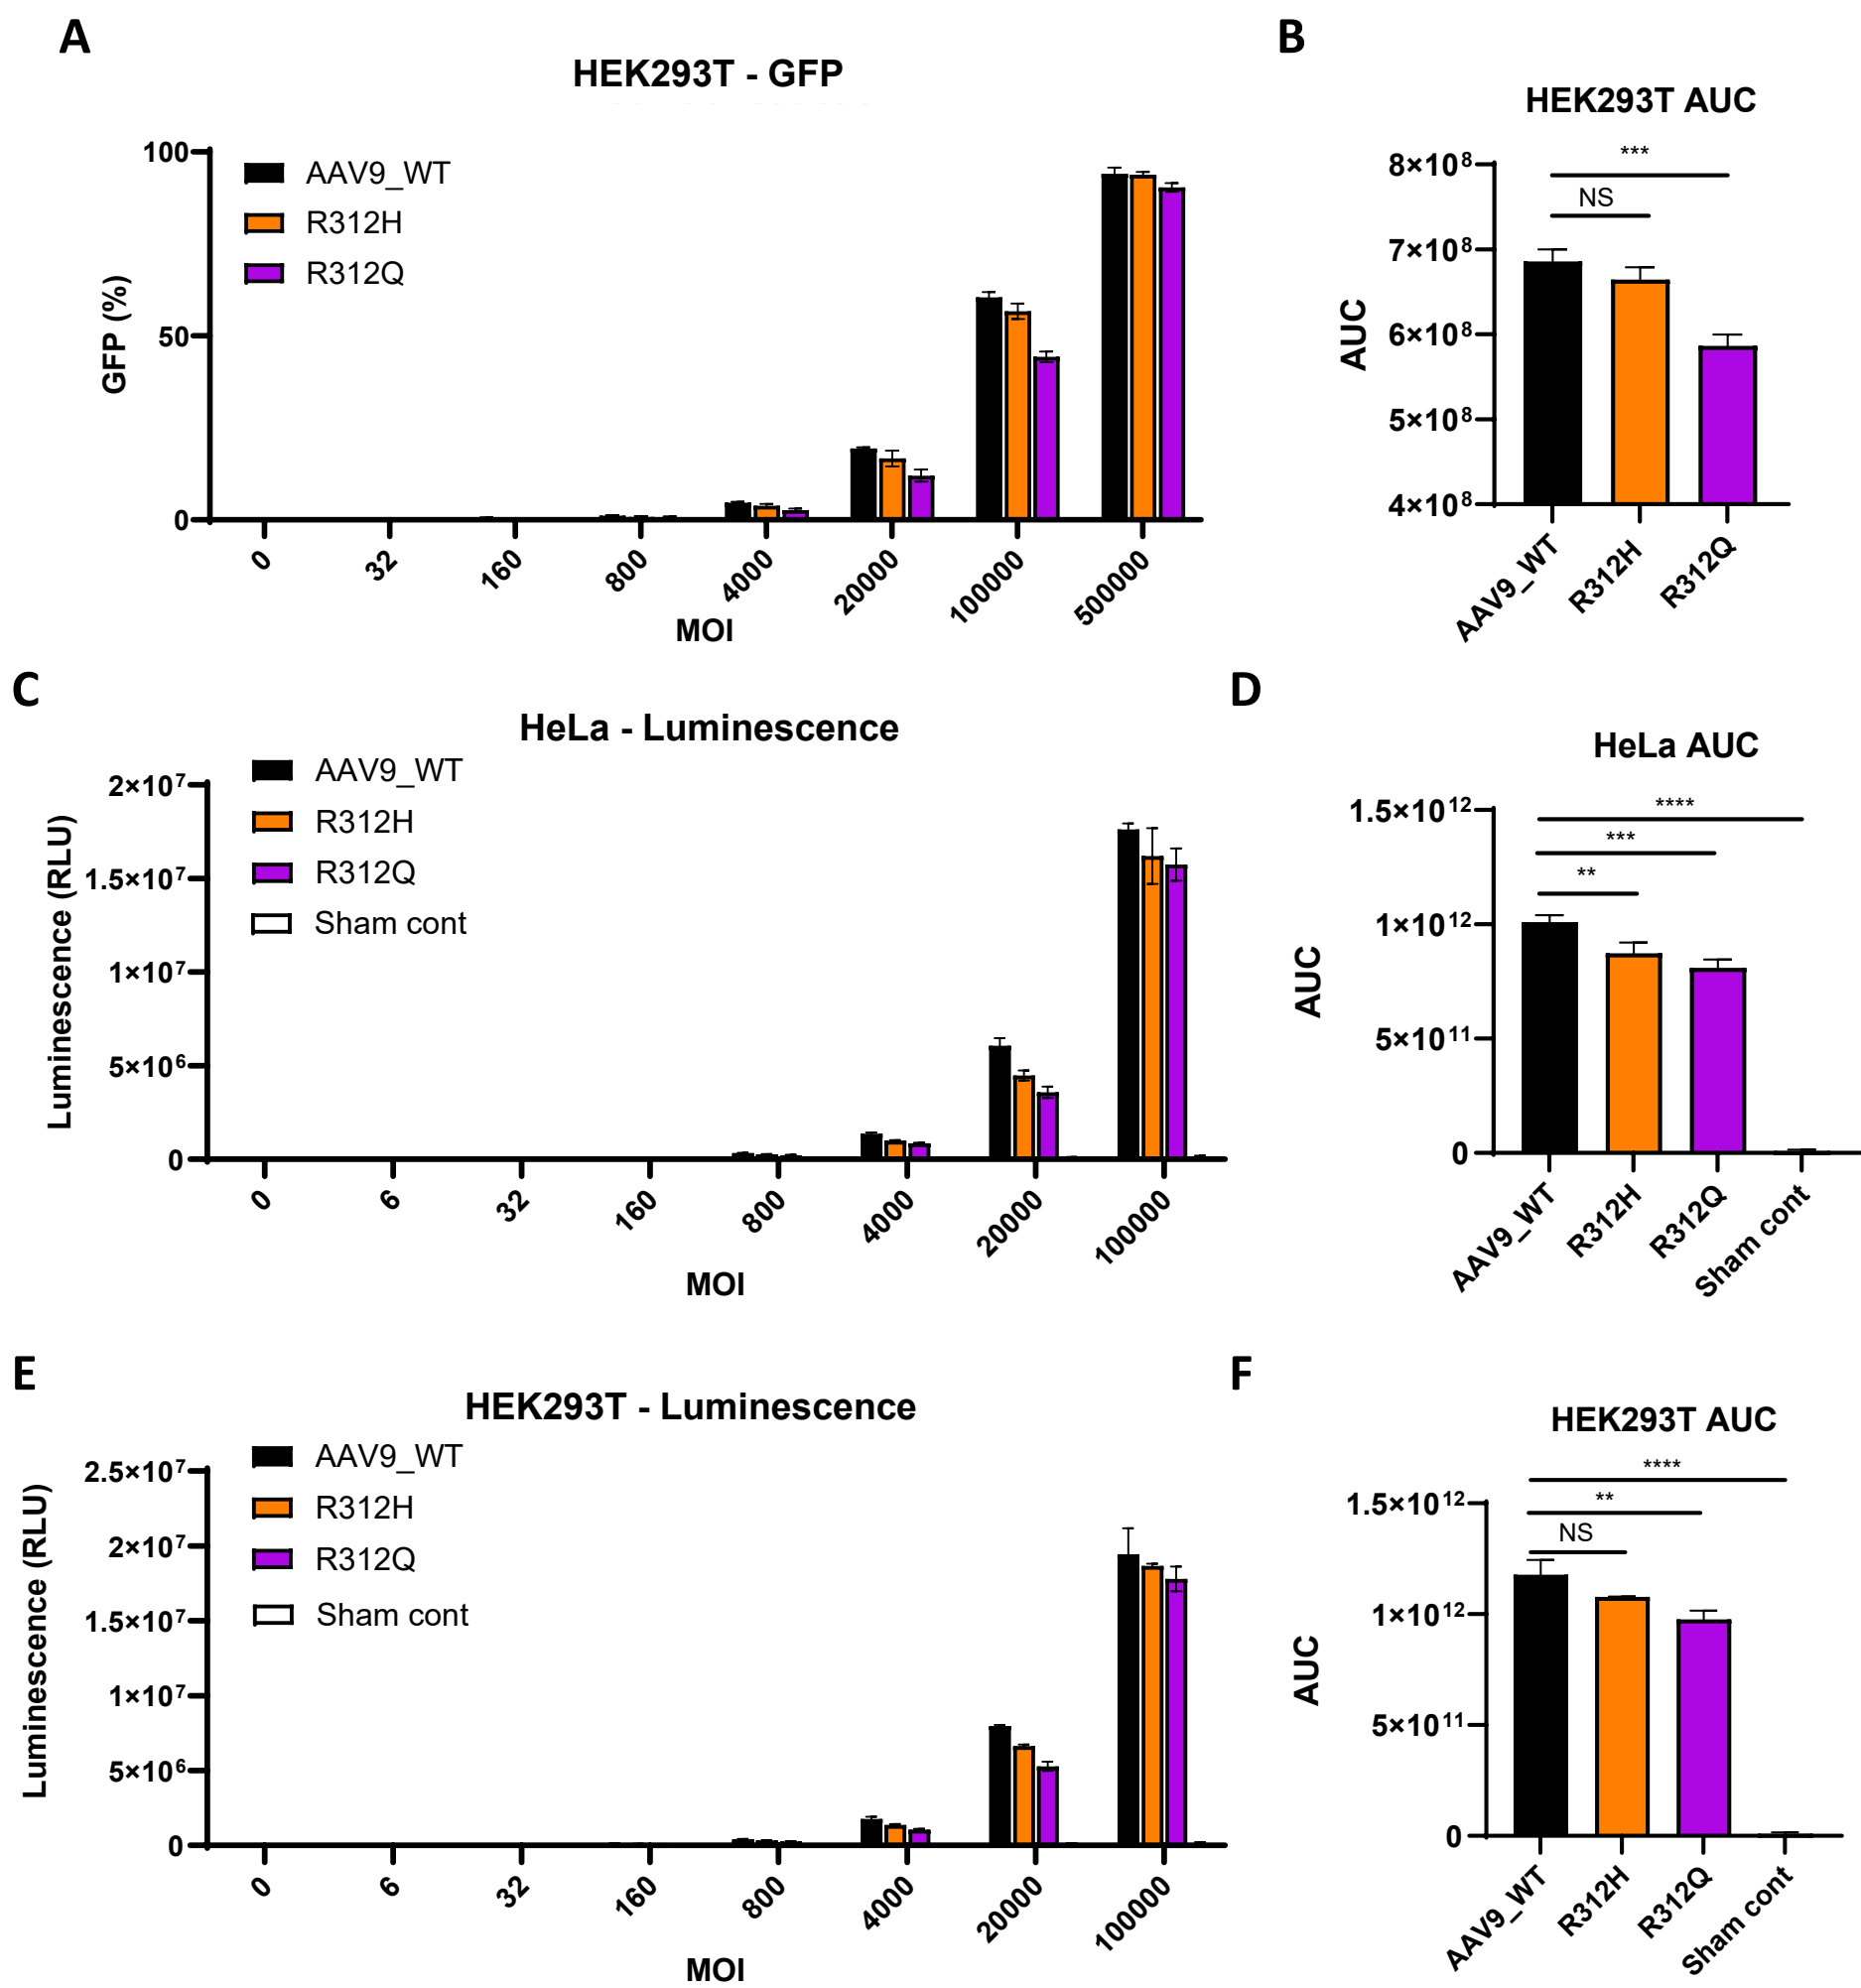 A
HEK293T - GFP
AAV9_WT
R312H
R312Q
GFP (%)
100
50
0
0 32 160 800 4000 20000 100000 500000
MOI
B
HEK293T AUC
***
NS
AUC
8×10⁸
7×10⁸
6×10⁸
5×10⁸
4×10⁸
AAV9_WT R312H R312Q
C
HeLa - Luminescence
AAV9_WT
R312H
R312Q
Sham cont
Luminescence (RLU)
2×10⁷
1.5×10⁷
1×10⁷
5×10⁶
0
0 6 32 160 800 4000 20000 100000
MOI
D
HeLa AUC
****
***
**
AUC
1.5×10¹²
1×10¹²
5×10¹¹
0
AAV9_WT R312H R312Q Sham cont
E
HEK293T - Luminescence
AAV9_WT
R312H
R312Q
Sham cont
Luminescence (RLU)
2.5×10⁷
2×10⁷
1.5×10⁷
1×10⁷
5×10⁶
0
0 6 32 160 800 4000 20000 100000
MOI
F
HEK293T AUC
****
**
NS
AUC
1.5×10¹²
1×10¹²
5×10¹¹
0
AAV9_WT R312H R312Q Sham cont